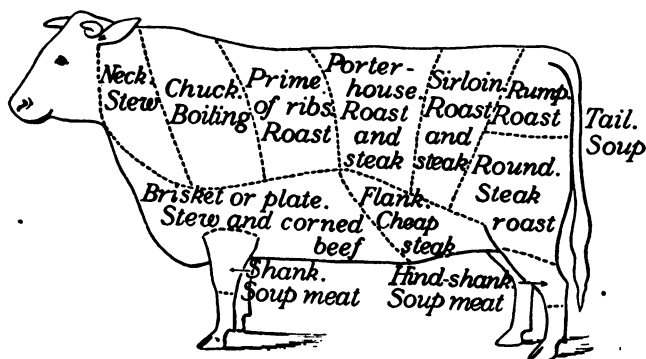 Neck.
Stew
Chuck.
Boiling
Prime
of ribs
Roast
Porter-
house.
Roast
and
steak
Sirloin.
Roast
and
steak
Rump.
Roast
Tail.
Soup
Round.
Steak
roast
Brisket or plate.
Stew and corned
beef
Flank.
Cheap
steak
Shank.
Soup meat
Hind-shank.
Soup meat